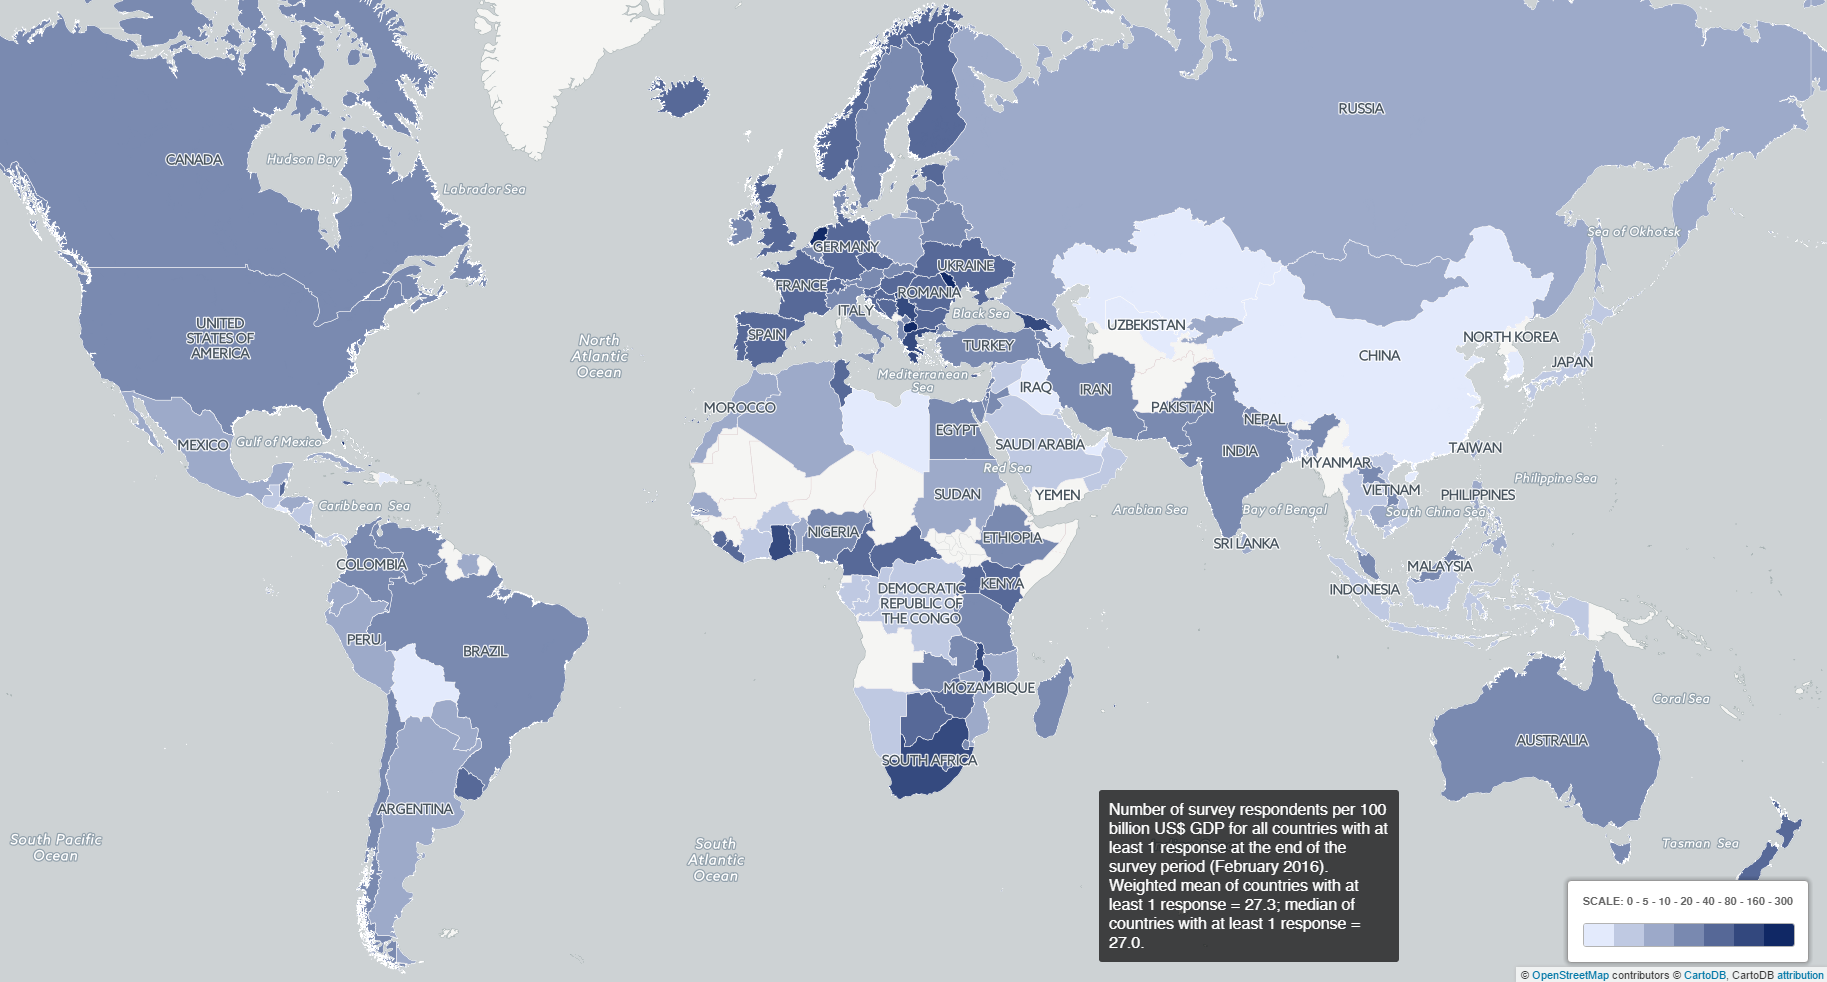 RUSSIA
CANADA
Hudson Bay
Labrador Sea
Sea of Okhotsk
GERMANY
UKRAINE
FRANCE
ROMANIA
ITALY
Black Sea
SPAIN
UZBEKISTAN
UNITED
STATES OF
AMERICA
North
Atlantic
Ocean
TURKEY
NORTH KOREA
CHINA
JAPAN
Mediterranean
Sea
IRAQ
IRAN
MOROCCO
PAKISTAN
NEPAL
MEXICO
Gulf of Mexico
EGYPT
SAUDI ARABIA
INDIA
TAIWAN
MYANMAR
Red Sea
Philippine Sea
SUDAN
YEMEN
VIETNAM
PHILIPPINES
Caribbean Sea
Arabian Sea
Bay of Bengal
South China Sea
NIGERIA
ETHIOPIA
SRI LANKA
COLOMBIA
MALAYSIA
KENYA
DEMOCRATIC
REPUBLIC OF
THE CONGO
INDONESIA
PERU
BRAZIL
MOZAMBIQUE
Coral Sea
AUSTRALIA
SOUTH AFRICA
ARGENTINA
South Pacific
Ocean
South
Atlantic
Ocean
Tasman Sea
Number of survey respondents per 100
billion US$ GDP for all countries with at
least 1 response at the end of the
survey period (February 2016).
Weighted mean of countries with at
least 1 response = 27.3; median of
countries with at least 1 response =
27.0.
SCALE: 0 - 5 - 10 - 20 - 40 - 80 - 160 - 300
© OpenStreetMap contributors © CartoDB, CartoDB attribution